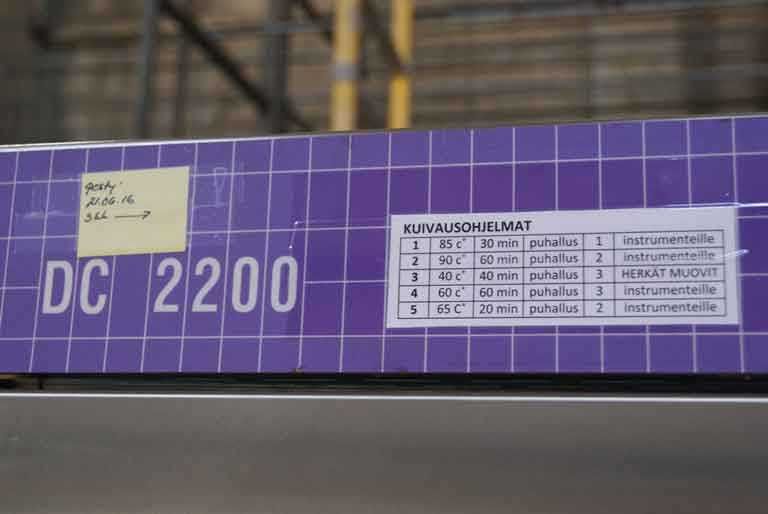 pesty
21.06.16
DC 2200
KUIVAUSOHJELMAT
1 85 c° 30 min puhallus 1 instrumenteille
2 90 c° 60 min puhallus 2 instrumenteille
3 40 c° 40 min puhallus 3 HERKÄT MUOVIT
4 60 c° 60 min puhallus 3 instrumenteille
5 65 C° 20 min puhallus 2 instrumenteille